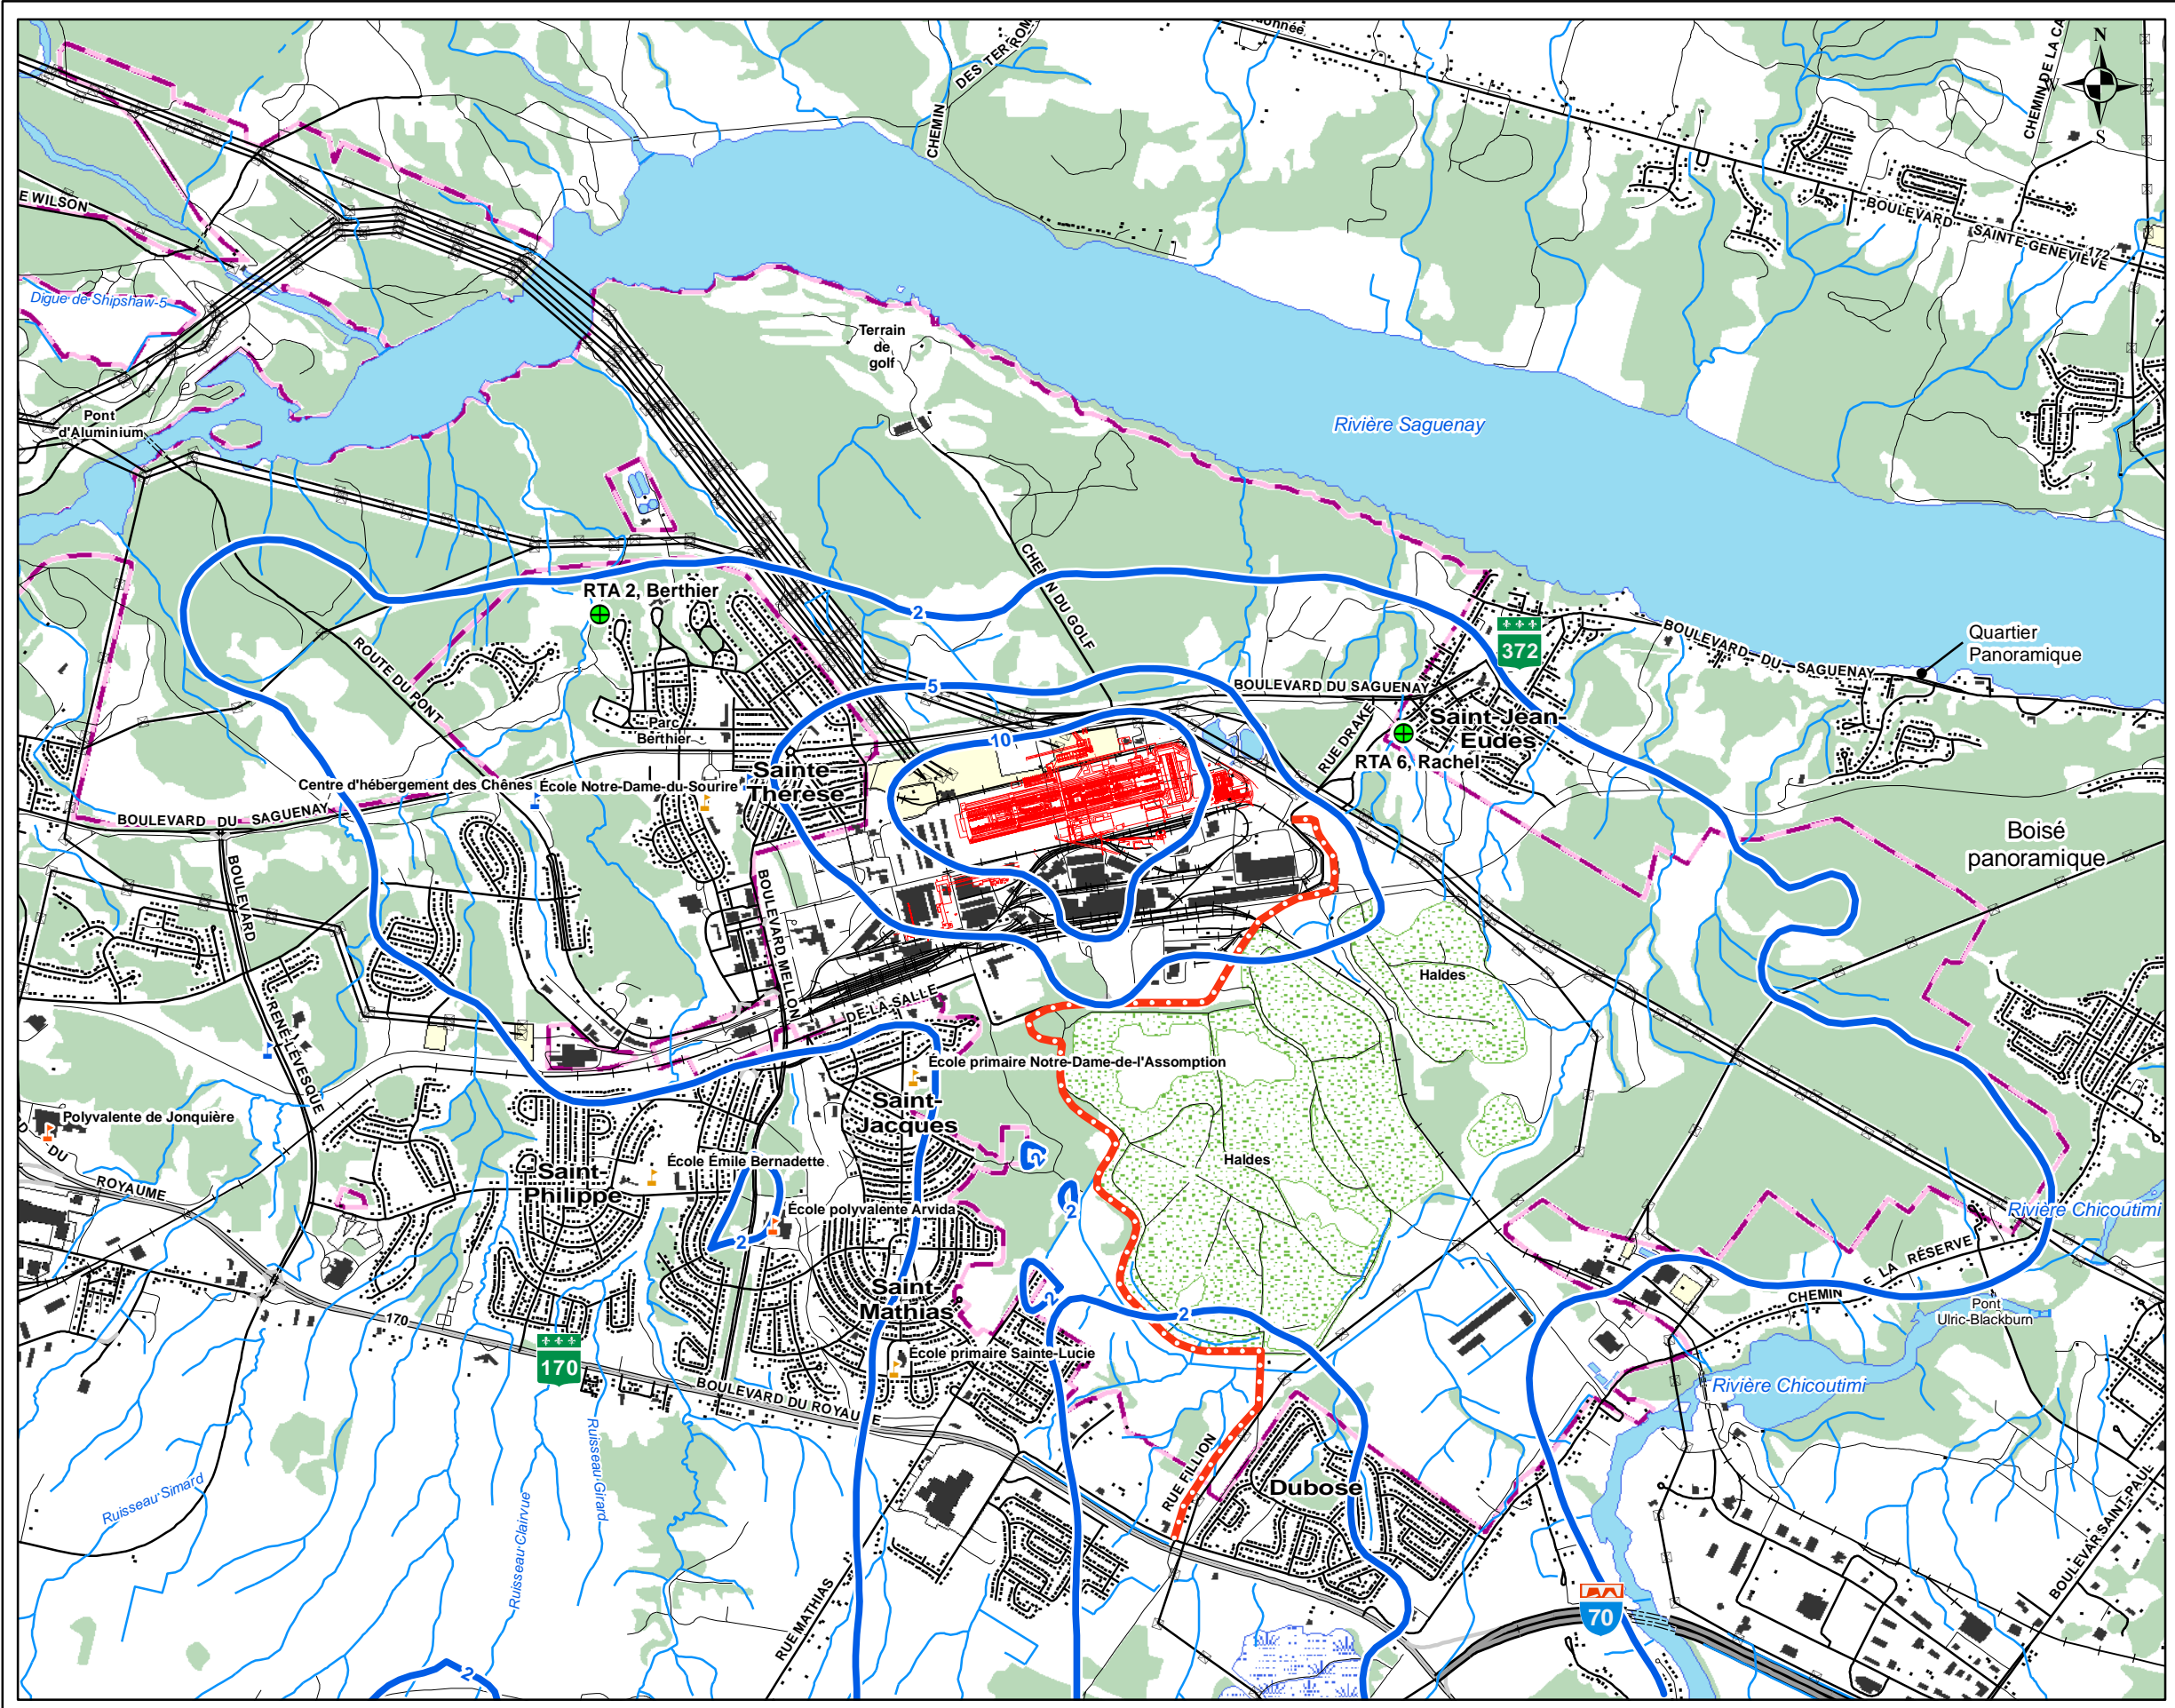 DES TER
CHEMIN
N
E
S
CHEMIN DE LA CA
E WILSON
BOULEVARD SAINTE-GENEVIÈVE
172
Digue de Shipshaw-5
Terrain
de
golf
Pont
d'Aluminium
Rivière Saguenay
CHEMIN DU GOLF
RTA 2, Berthier
2
ROUTE DU PONT
372
BOULEVARD DU SAGUENAY
Quartier
Panoramique
5
BOULEVARD DU SAGUENAY
Parc
Berthier
10
RUE DRAKE
Saint-Jean-
Eudes
RTA 6, Rachel
Sainte
Thérèse
Centre d'hébergement des Chênes
École Notre-Dame-du-Sourire
BOULEVARD DU SAGUENAY
Boisé
panoramique
BOULEVARD
RENÉ-LÉVESQUE
BOULEVARD MELLON
Haldes
DE LA SALLE
École primaire Notre-Dame-de-l'Assomption
Saint-
Jacques
Polyvalente de Jonquière
DU
ROYAUME
Saint-
Philippe
École Émile Bernadette
2
Haldes
École polyvalente Arvida
2
2
Rivière Chicoutimi
CHEMIN
E LA RÉSERVE
Saint
Mathias
2
2
Pont
Ulric-Blackburn
170
170
École primaire Sainte-Lucie
BOULEVARD DU ROYAUME
Rivière Chicoutimi
Ruisseau Simard
Ruisseau Clairvue
Ruisseau Girard
RUE FILLION
Dubose
RUE MATHIAS
BOULEVAR SAINT-PAUL
70
2